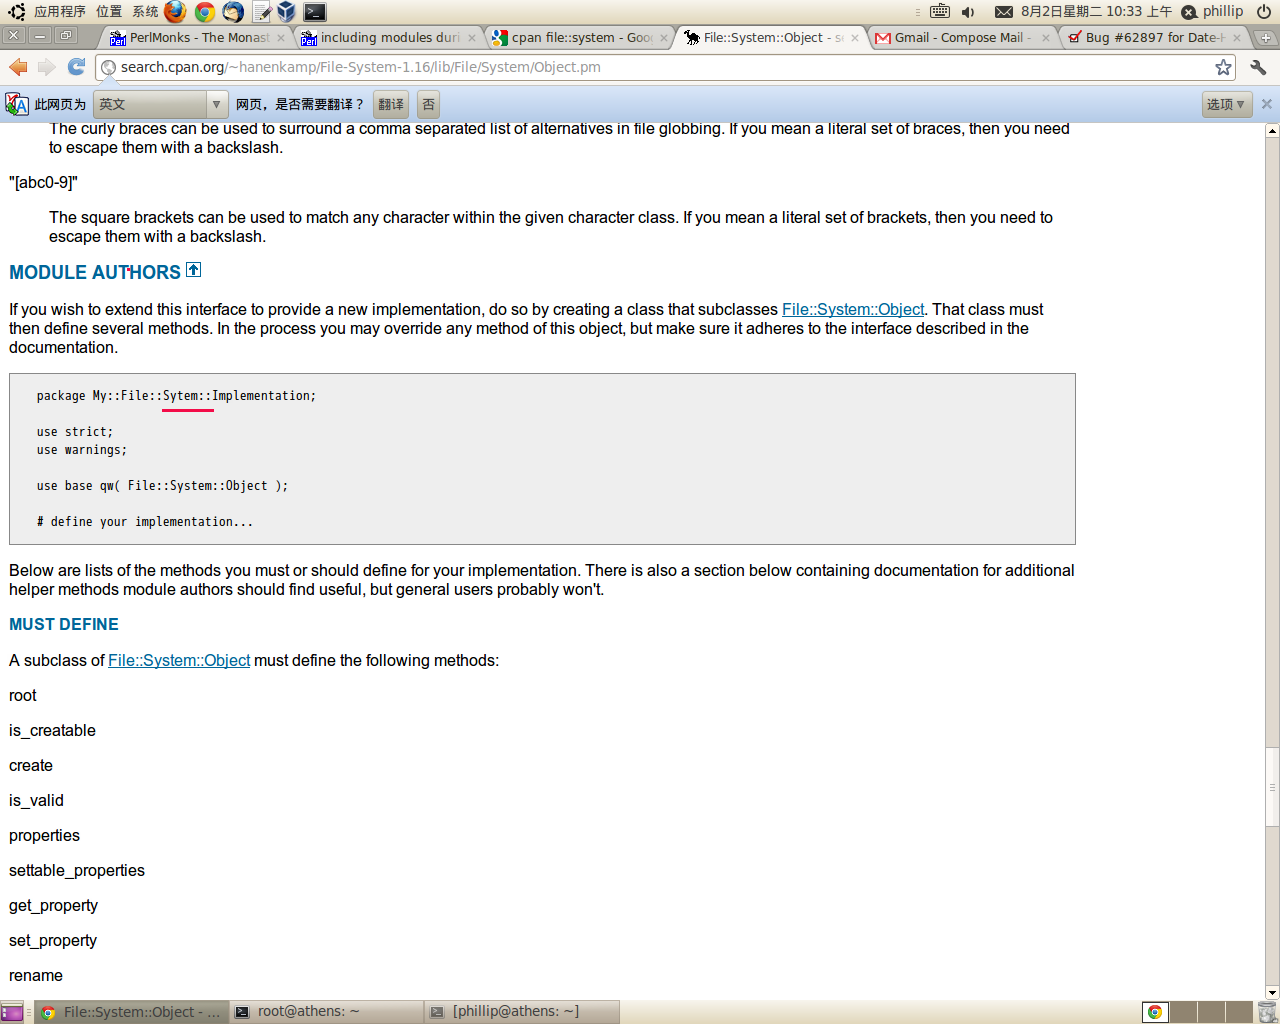 应用程序 位置 系统 8月2日星期二 10:33 上午 phillip
PerlMonks - The Monast including modules duri cpan file::system - Goo File::System::Object - s Gmail - Compose Mail - Bug #62897 for Date-H
search.cpan.org/~hanenkamp/File-System-1.16/lib/File/System/Object.pm
此网页为 英文 网页，是否需要翻译？ 翻译 否 选项
The curly braces can be used to surround a comma separated list of alternatives in file globbing. If you mean a literal set of braces, then you need
to escape them with a backslash.
"[abc0-9]"
The square brackets can be used to match any character within the given character class. If you mean a literal set of brackets, then you need to
escape them with a backslash.
MODULE AUTHORS
If you wish to extend this interface to provide a new implementation, do so by creating a class that subclasses File::System::Object. That class must
then define several methods. In the process you may override any method of this object, but make sure it adheres to the interface described in the
documentation.
package My::File::Sytem::Implementation;
use strict;
use warnings;
use base qw( File::System::Object );
# define your implementation...
Below are lists of the methods you must or should define for your implementation. There is also a section below containing documentation for additional
helper methods module authors should find useful, but general users probably won't.
MUST DEFINE
A subclass of File::System::Object must define the following methods:
root
is_creatable
create
is_valid
properties
settable_properties
get_property
set_property
rename
File::System::Object - ... root@athens: ~ [phillip@athens: ~]